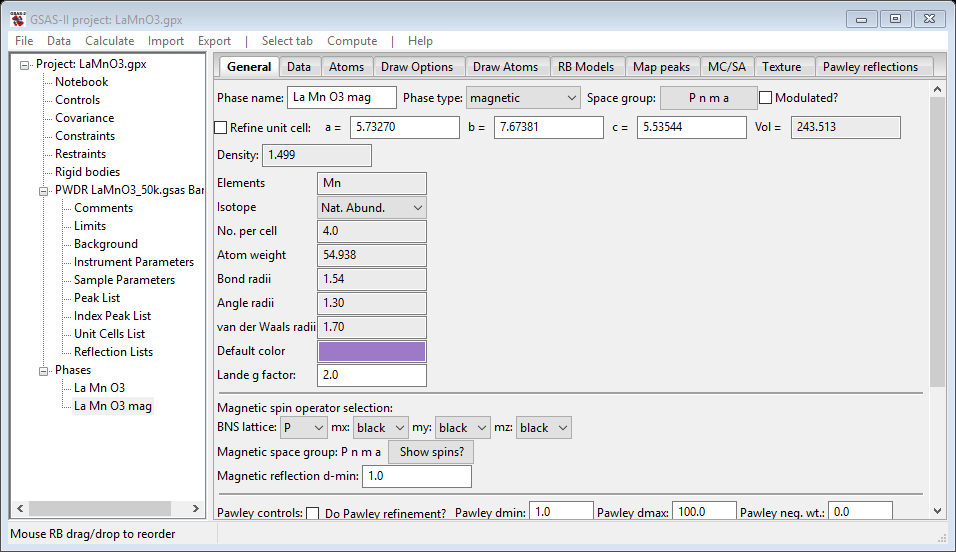 GSAS-II project: LaMnO3.gpx
File Data Calculate Import Export | Select tab Compute | Help
Project: LaMnO3.gpx
Notebook
Controls
Covariance
Constraints
Restraints
Rigid bodies
PWDR LaMnO3_50k.gsas Bar
Comments
Limits
Background
Instrument Parameters
Sample Parameters
Peak List
Index Peak List
Unit Cells List
Reflection Lists
Phases
La Mn O3
La Mn O3 mag
General Data Atoms Draw Options Draw Atoms RB Models Map peaks MC/SA Texture Pawley reflections
Phase name: La Mn O3 mag Phase type: magnetic Space group: P n m a Modulated?
Refine unit cell: a = 5.73270 b = 7.67381 c = 5.53544 Vol = 243.513
Density: 1.499
Elements Mn
Isotope Nat. Abund.
No. per cell 4.0
Atom weight 54.938
Bond radii 1.54
Angle radii 1.30
van der Waals radii 1.70
Default color
Lande g factor: 2.0
Magnetic spin operator selection:
BNS lattice: P mx: black my: black mz: black
Magnetic space group: P n m a Show spins?
Magnetic reflection d-min: 1.0
Pawley controls: Do Pawley refinement? Pawley dmin: 1.0 Pawley dmax: 100.0 Pawley neg. wt.: 0.0
Mouse RB drag/drop to reorder